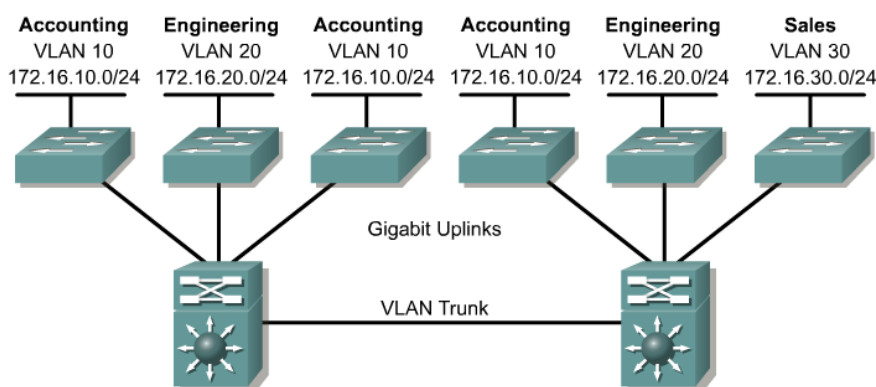 Accounting Engineering Accounting Accounting Engineering Sales
VLAN 10 VLAN 20 VLAN 10 VLAN 10 VLAN 20 VLAN 30
172.16.10.0/24 172.16.20.0/24 172.16.10.0/24 172.16.10.0/24 172.16.20.0/24 172.16.30.0/24
Gigabit Uplinks
VLAN Trunk